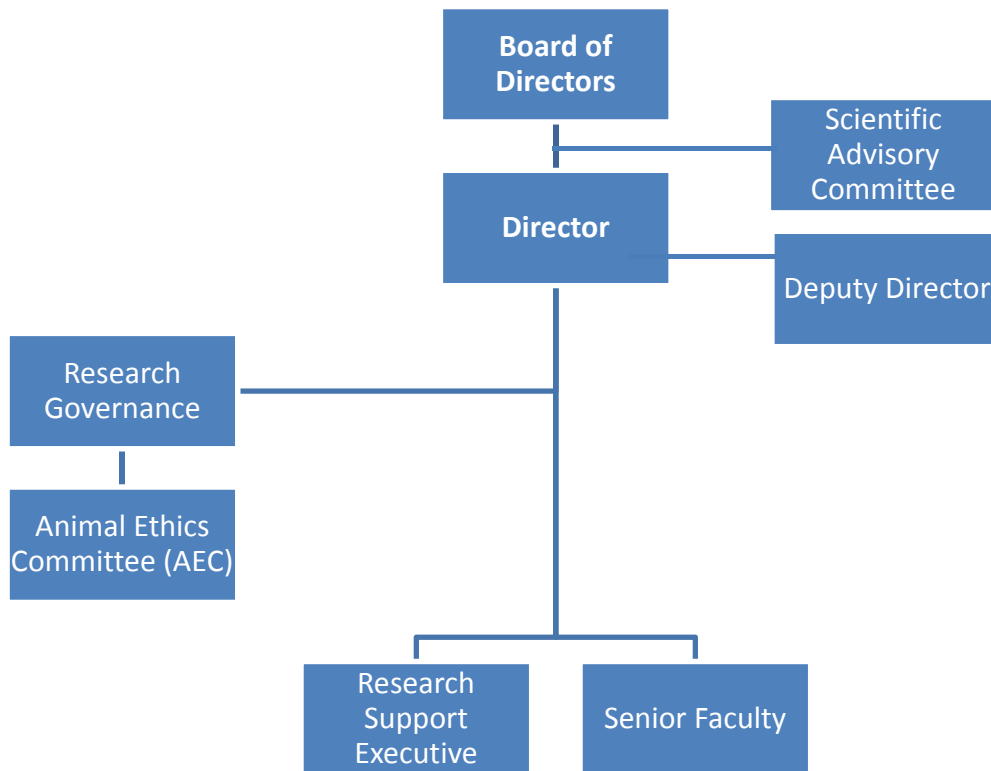 Board of
Directors
Scientific
Advisory
Committee
Director
Deputy Director
Research
Governance
Animal Ethics
Committee (AEC)
Research
Support
Executive
Senior Faculty